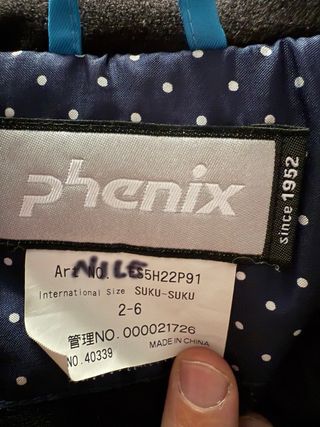 phenix
since 1952
Art NO. 55H22P91
NILE
International Size SUKU-SUKU
2-6
管理NO. 000021726
NO. 40339 MADE IN CHINA